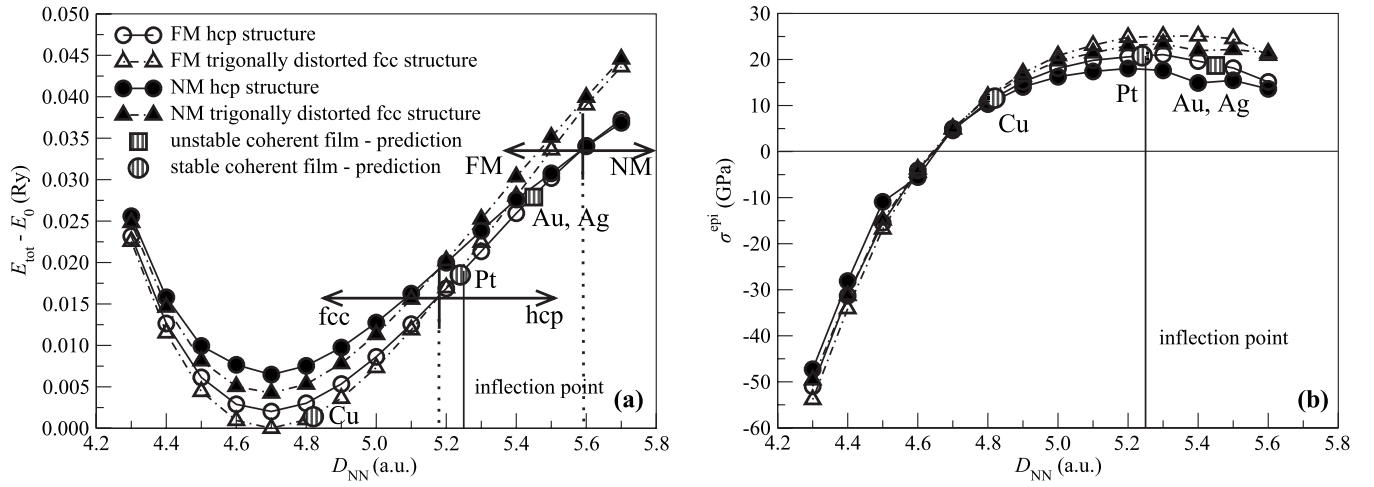 0.050
0.045
0.040
0.035
0.030
0.025
0.020
0.015
0.010
0.005
0.000
E_tot - E_0 (Ry)
FM hcp structure
FM trigonally distorted fcc structure
NM hcp structure
NM trigonally distorted fcc structure
unstable coherent film - prediction
stable coherent film - prediction
FM
NM
Au, Ag
Pt
fcc
hcp
inflection point
(a)
Cu
4.2 4.4 4.6 4.8 5.0 5.2 5.4 5.6 5.8
D_NN (a.u.)
30
20
10
0
-10
-20
-30
-40
-50
-60
σ^epi (GPa)
Pt
Au, Ag
Cu
inflection point
(b)
4.2 4.4 4.6 4.8 5.0 5.2 5.4 5.6 5.8
D_NN (a.u.)